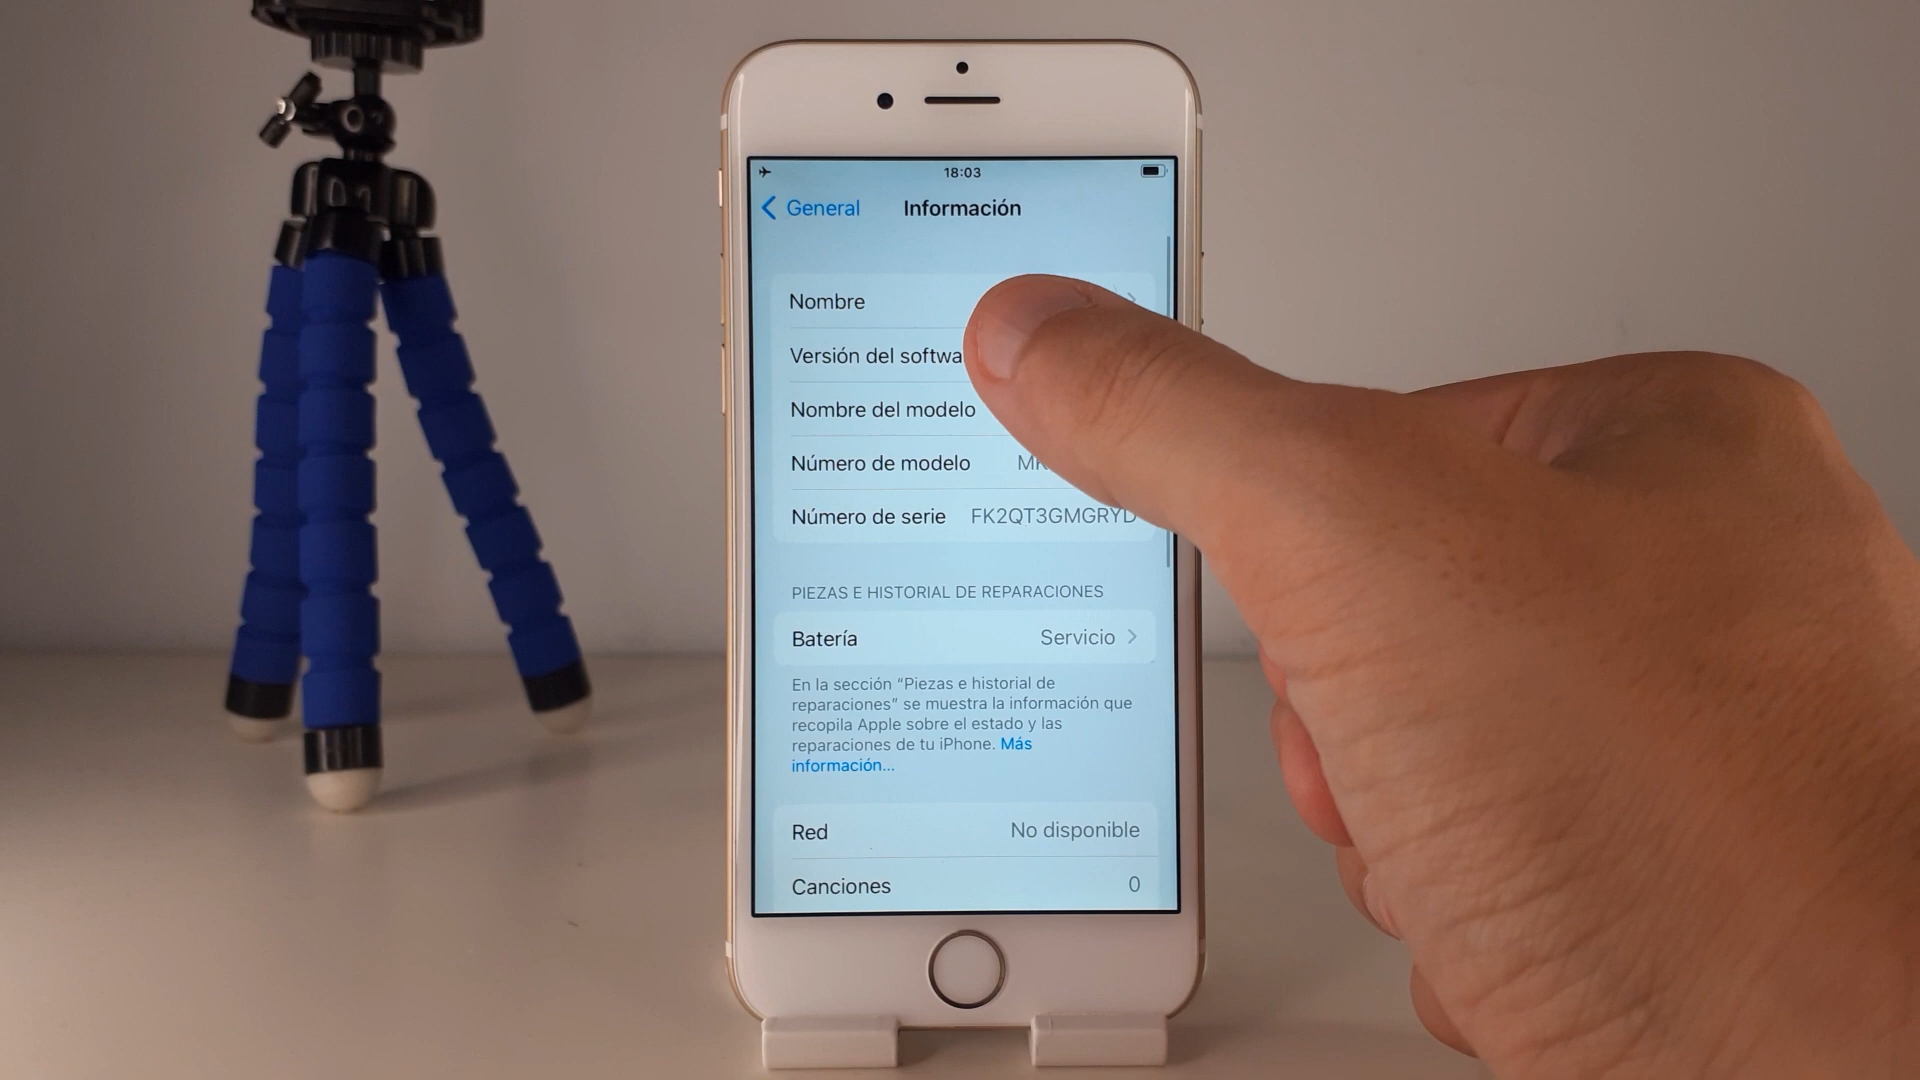 18:03
General
Información
Nombre
Versión del softwa
Nombre del modelo
Número de modelo
Número de serie FK2QT3GMGRYD
PIEZAS E HISTORIAL DE REPARACIONES
Batería Servicio
En la sección “Piezas e historial de
reparaciones” se muestra la información que
recopila Apple sobre el estado y las
reparaciones de tu iPhone. Más
información...
Red No disponible
Canciones 0